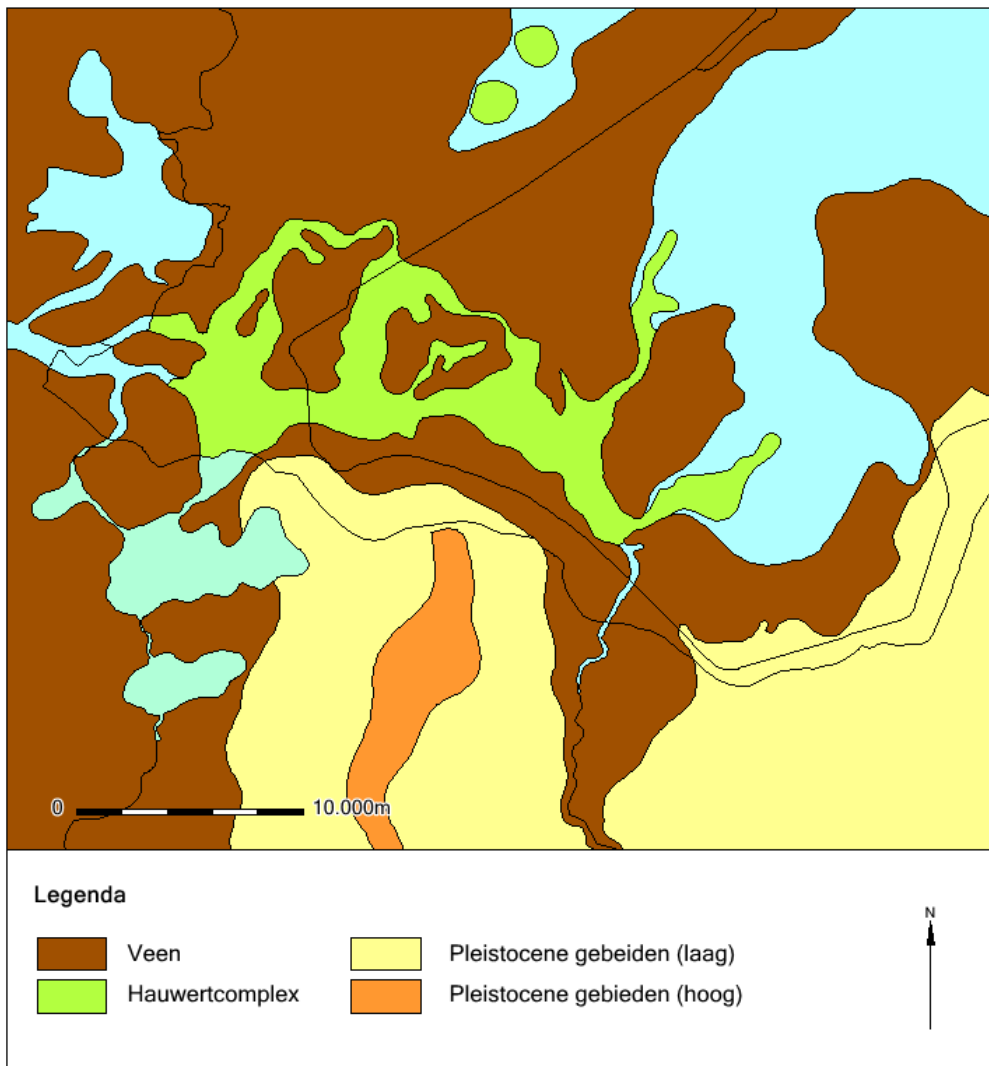 0 10.000m
Legenda
N
Veen Pleistocene gebeiden (laag)
Hauwertcomplex Pleistocene gebieden (hoog)